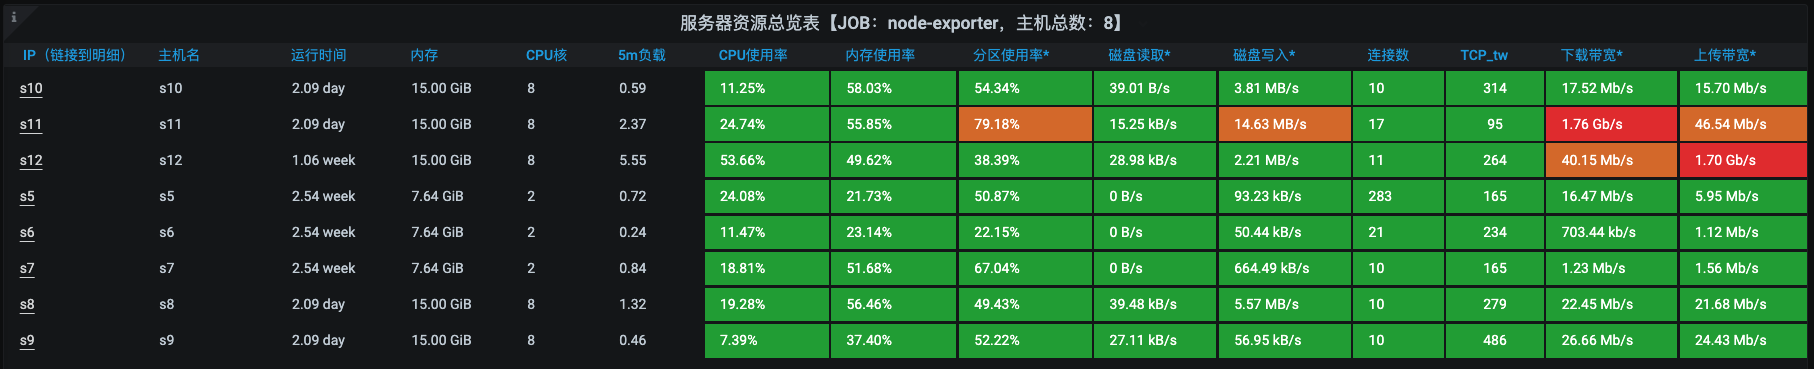 服务器资源总览表【JOB：node-exporter，主机总数：8】
IP（链接到明细） 主机名 运行时间 内存 CPU核 5m负载 CPU使用率 内存使用率 分区使用率* 磁盘读取* 磁盘写入* 连接数 TCP_tw 下载带宽* 上传带宽*
s10 s10 2.09 day 15.00 GiB 8 0.59 11.25% 58.03% 54.34% 39.01 B/s 3.81 MB/s 10 314 17.52 Mb/s 15.70 Mb/s
s11 s11 2.09 day 15.00 GiB 8 2.37 24.74% 55.85% 79.18% 15.25 kB/s 14.63 MB/s 17 95 1.76 Gb/s 46.54 Mb/s
s12 s12 1.06 week 15.00 GiB 8 5.55 53.66% 49.62% 38.39% 28.98 kB/s 2.21 MB/s 11 264 40.15 Mb/s 1.70 Gb/s
s5 s5 2.54 week 7.64 GiB 2 0.72 24.08% 21.73% 50.87% 0 B/s 93.23 kB/s 283 165 16.47 Mb/s 5.95 Mb/s
s6 s6 2.54 week 7.64 GiB 2 0.24 11.47% 23.14% 22.15% 0 B/s 50.44 kB/s 21 234 703.44 kb/s 1.12 Mb/s
s7 s7 2.54 week 7.64 GiB 2 0.84 18.81% 51.68% 67.04% 0 B/s 664.49 kB/s 10 165 1.23 Mb/s 1.56 Mb/s
s8 s8 2.09 day 15.00 GiB 8 1.32 19.28% 56.46% 49.43% 39.48 kB/s 5.57 MB/s 10 279 22.45 Mb/s 21.68 Mb/s
s9 s9 2.09 day 15.00 GiB 8 0.46 7.39% 37.40% 52.22% 27.11 kB/s 56.95 kB/s 10 486 26.66 Mb/s 24.43 Mb/s